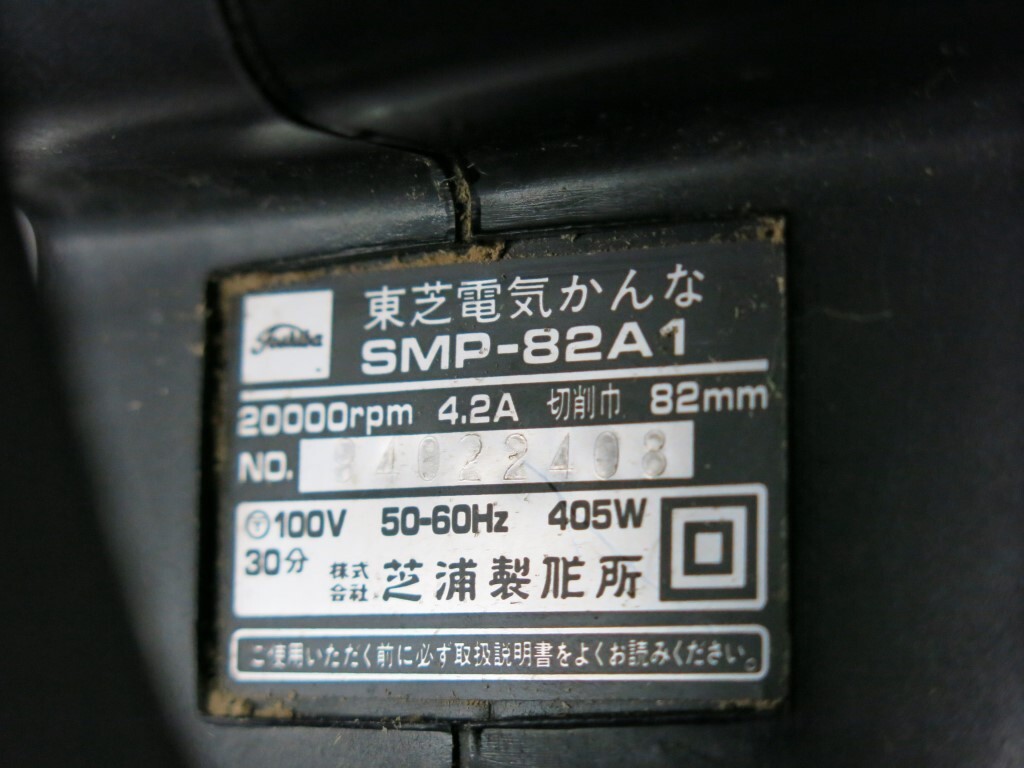 Toshiba
東芝電気かんな
SMP-82A1
20000rpm 4.2A 切削巾 82mm
NO. 84022408
〒100V 50-60Hz 405W
30分 株式会社 芝浦製作所
ご使用いただく前に必ず取扱説明書をよくお読みください。